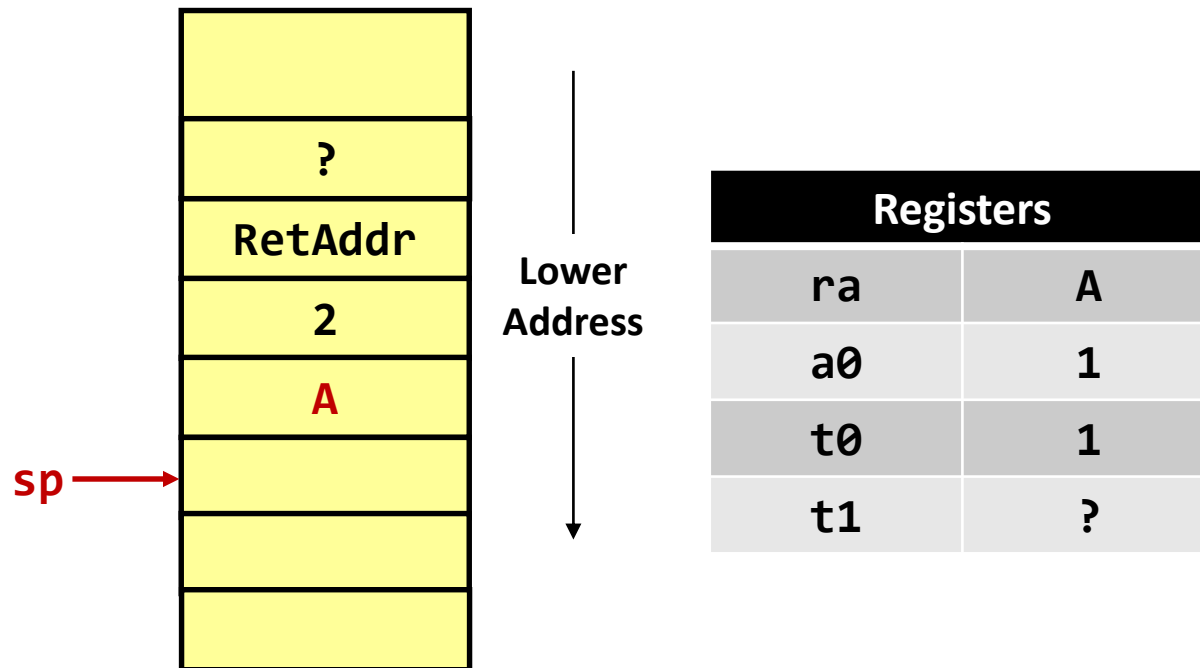 ?
RetAddr
2
A
sp
Lower
Address
Registers
ra A
a0 1
t0 1
t1 ?